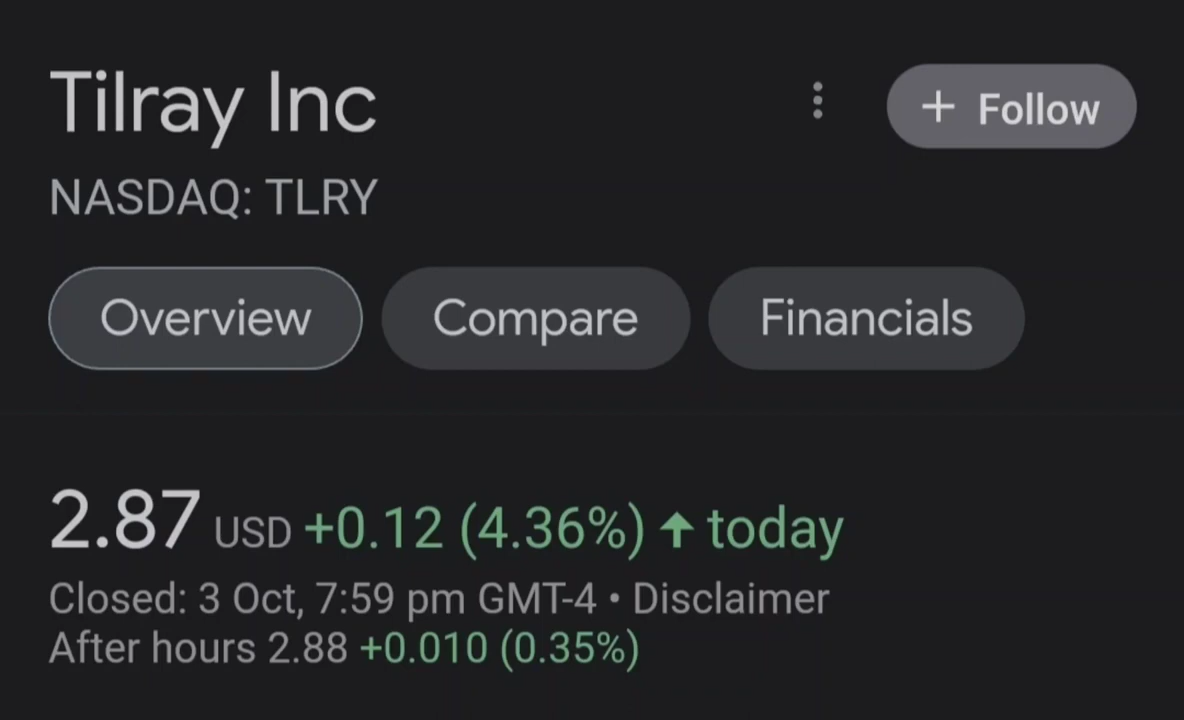 Tilray Inc
+ Follow
NASDAQ: TLRY
Overview
Compare
Financials
2.87 USD +0.12 (4.36%) ↑ today
Closed: 3 Oct, 7:59 pm GMT-4 • Disclaimer
After hours 2.88 +0.010 (0.35%)